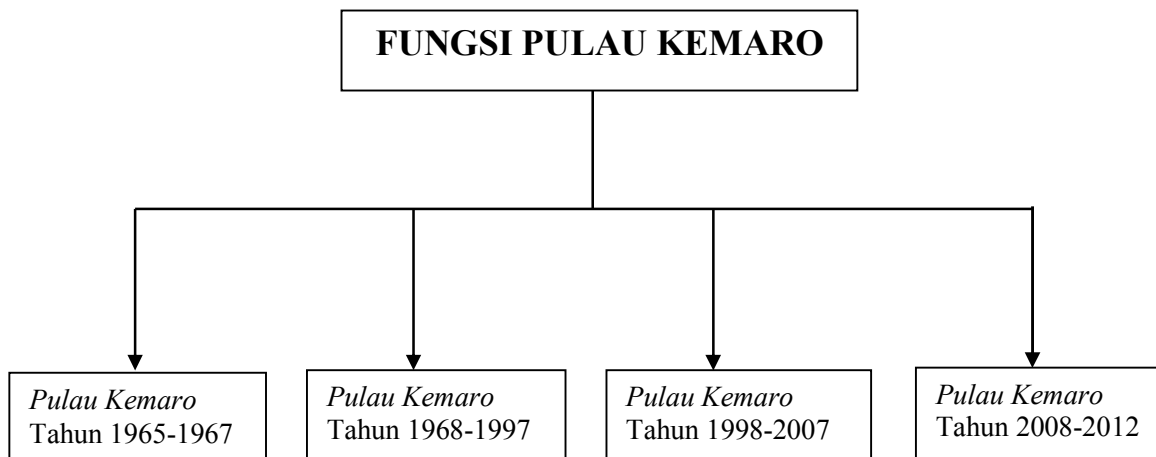 FUNGSI PULAU KEMARO
Pulau Kemaro
Tahun 1965-1967
Pulau Kemaro
Tahun 1968-1997
Pulau Kemaro
Tahun 1998-2007
Pulau Kemaro
Tahun 2008-2012